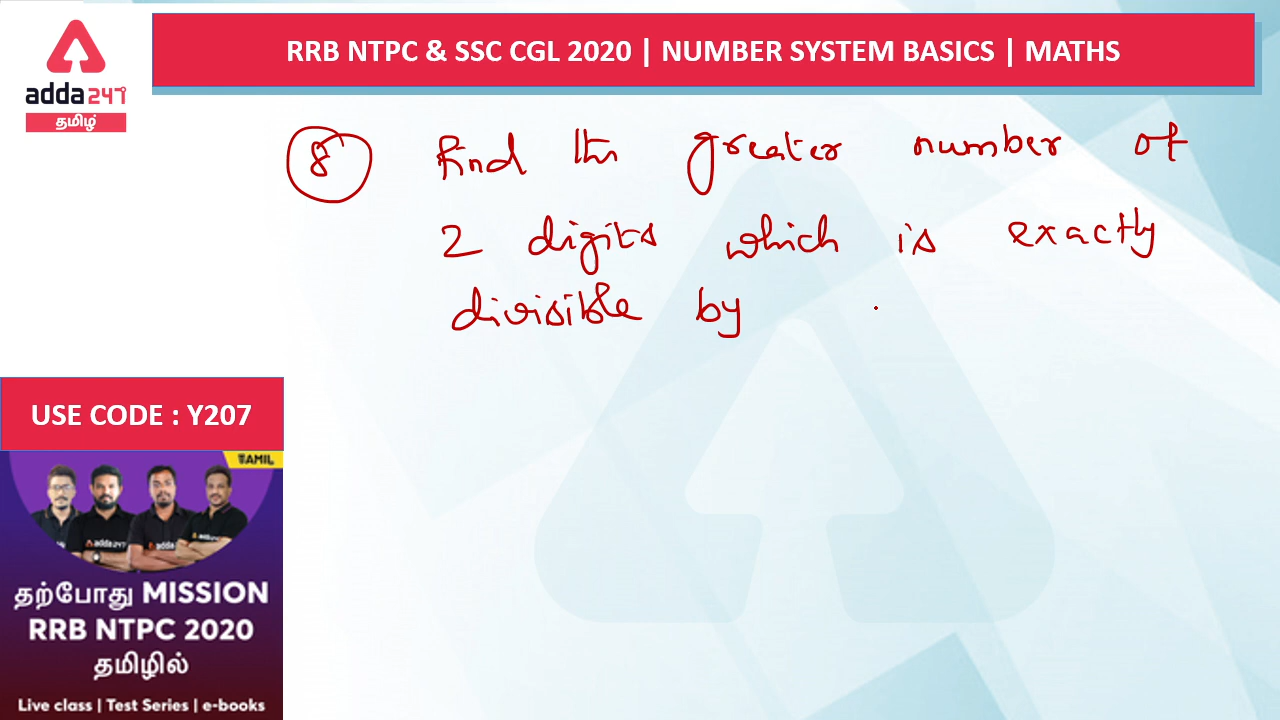 RRB NTPC & SSC CGL 2020 | NUMBER SYSTEM BASICS | MATHS
adda247
தமிழ்
8 Find the greater number of
2 digits which is exactly
divisible by
USE CODE : Y207
TAMIL
adda247
தற்போது MISSION
RRB NTPC 2020
தமிழில்
Live class | Test Series | e-books